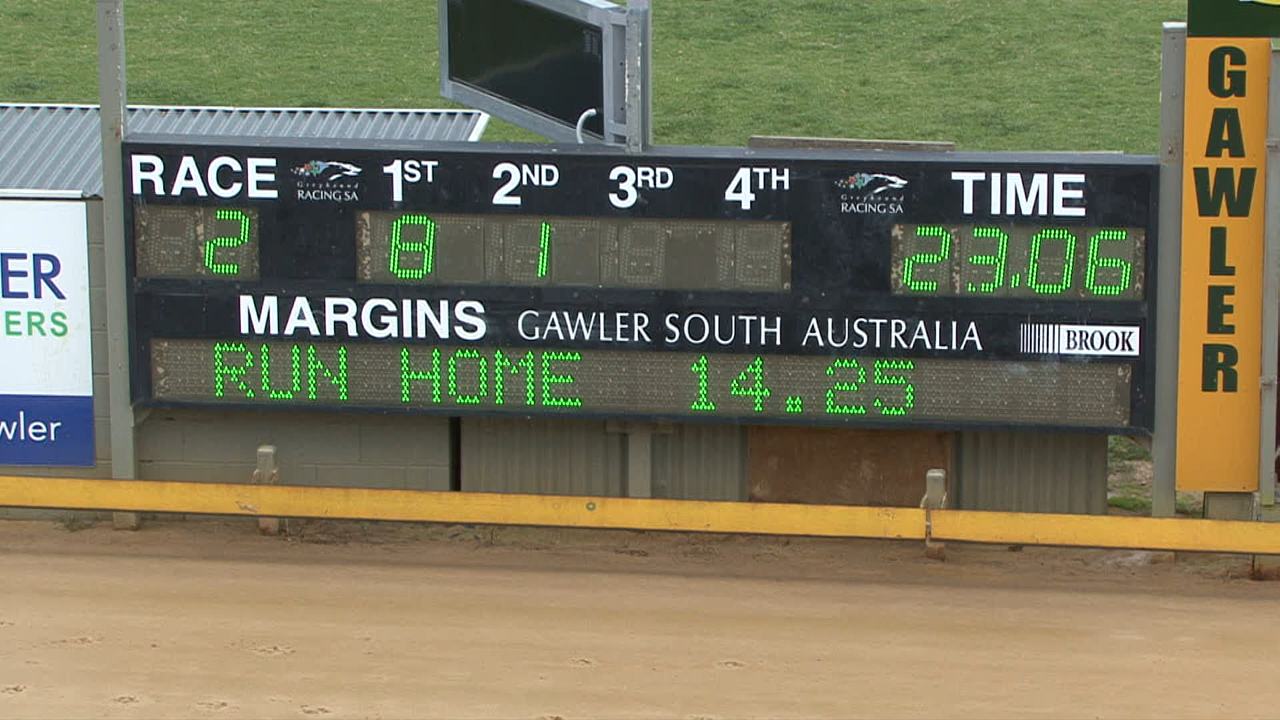 GAWLER
RACE 1ST 2ND 3RD 4TH TIME
Greyhound RACING SA
Greyhound RACING SA
2 8 1 23.06
MARGINS GAWLER SOUTH AUSTRALIA BROOK
RUN HOME 14.25
ER
ERS
wler